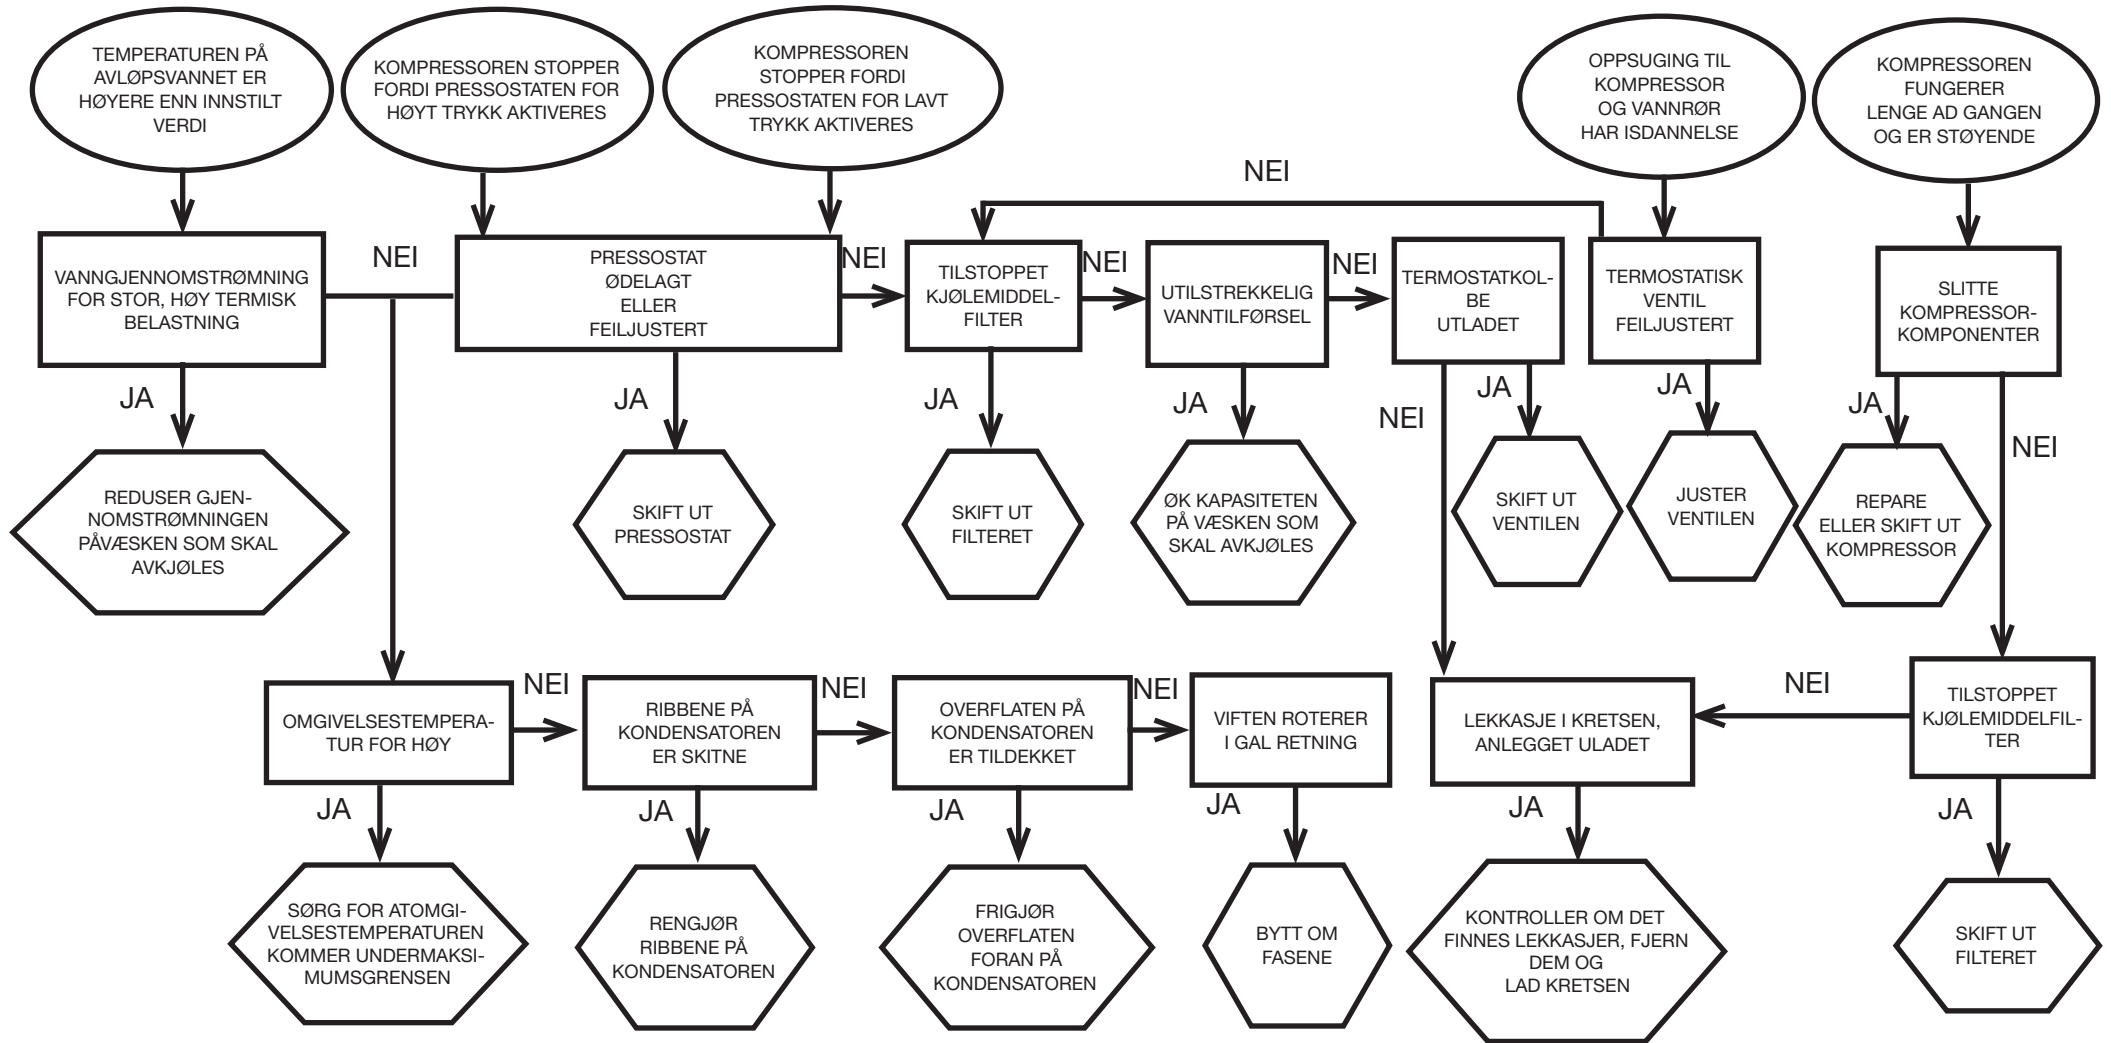 TEMPERATUREN PÅ
AVLØPSVANNET ER
HØYERE ENN INNSTILT
VERDI
KOMPRESSOREN STOPPER
FORDI PRESSOSTATEN FOR
HØYT TRYKK AKTIVERES
KOMPRESSOREN
STOPPER FORDI
PRESSOSTATEN FOR LAVT
TRYKK AKTIVERES
OPPSUGING TIL
KOMPRESSOR
OG VANNRØR
HAR ISDANNELSE
KOMPRESSOREN
FUNGERER
LENGE AD GANGEN
OG ER STØYENDE
NEI
VANNGJENNOMSTRØMNING
FOR STOR, HØY TERMISK
BELASTNING
NEI
PRESSOSTAT
ØDELAGT
ELLER
FEILJUSTERT
NEI
TILSTOPPET
KJØLEMIDDEL-
FILTER
NEI
UTILSTREKKELIG
VANNTILFØRSEL
NEI
TERMOSTATKOL-
BE
UTLADET
TERMOSTATISK
VENTIL
FEILJUSTERT
SLITTE
KOMPRESSOR-
KOMPONENTER
JA
JA
JA
JA
NEI
JA
JA
JA
NEI
REDUSER GJEN-
NOMSTRØMNINGEN
PÅVÆSKEN SOM SKAL
AVKJØLES
SKIFT UT
PRESSOSTAT
SKIFT UT
FILTERET
ØK KAPASITETEN
PÅ VÆSKEN SOM
SKAL AVKJØLES
SKIFT UT
VENTILEN
JUSTER
VENTILEN
REPARE
ELLER SKIFT UT
KOMPRESSOR
OMGIVELSESTEMPERA-
TUR FOR HØY
NEI
RIBBENE PÅ
KONDENSATOREN
ER SKITNE
NEI
OVERFLATEN PÅ
KONDENSATOREN
ER TILDEKKET
NEI
VIFTEN ROTERER
I GAL RETNING
LEKKASJE I KRETSEN,
ANLEGGET ULADET
NEI
TILSTOPPET
KJØLEMIDDELFIL-
TER
JA
JA
JA
JA
JA
JA
SØRG FOR ATOMGI-
VELSESTEMPERATUREN
KOMMER UNDERMAKSI-
MUMSGRENSEN
RENGJØR
RIBBENE PÅ
KONDENSATOREN
FRIGJØR
OVERFLATEN
FORAN PÅ
KONDENSATOREN
BYTT OM
FASENE
KONTROLLER OM DET
FINNES LEKKASJER, FJERN
DEM OG
LAD KRETSEN
SKIFT UT
FILTERET